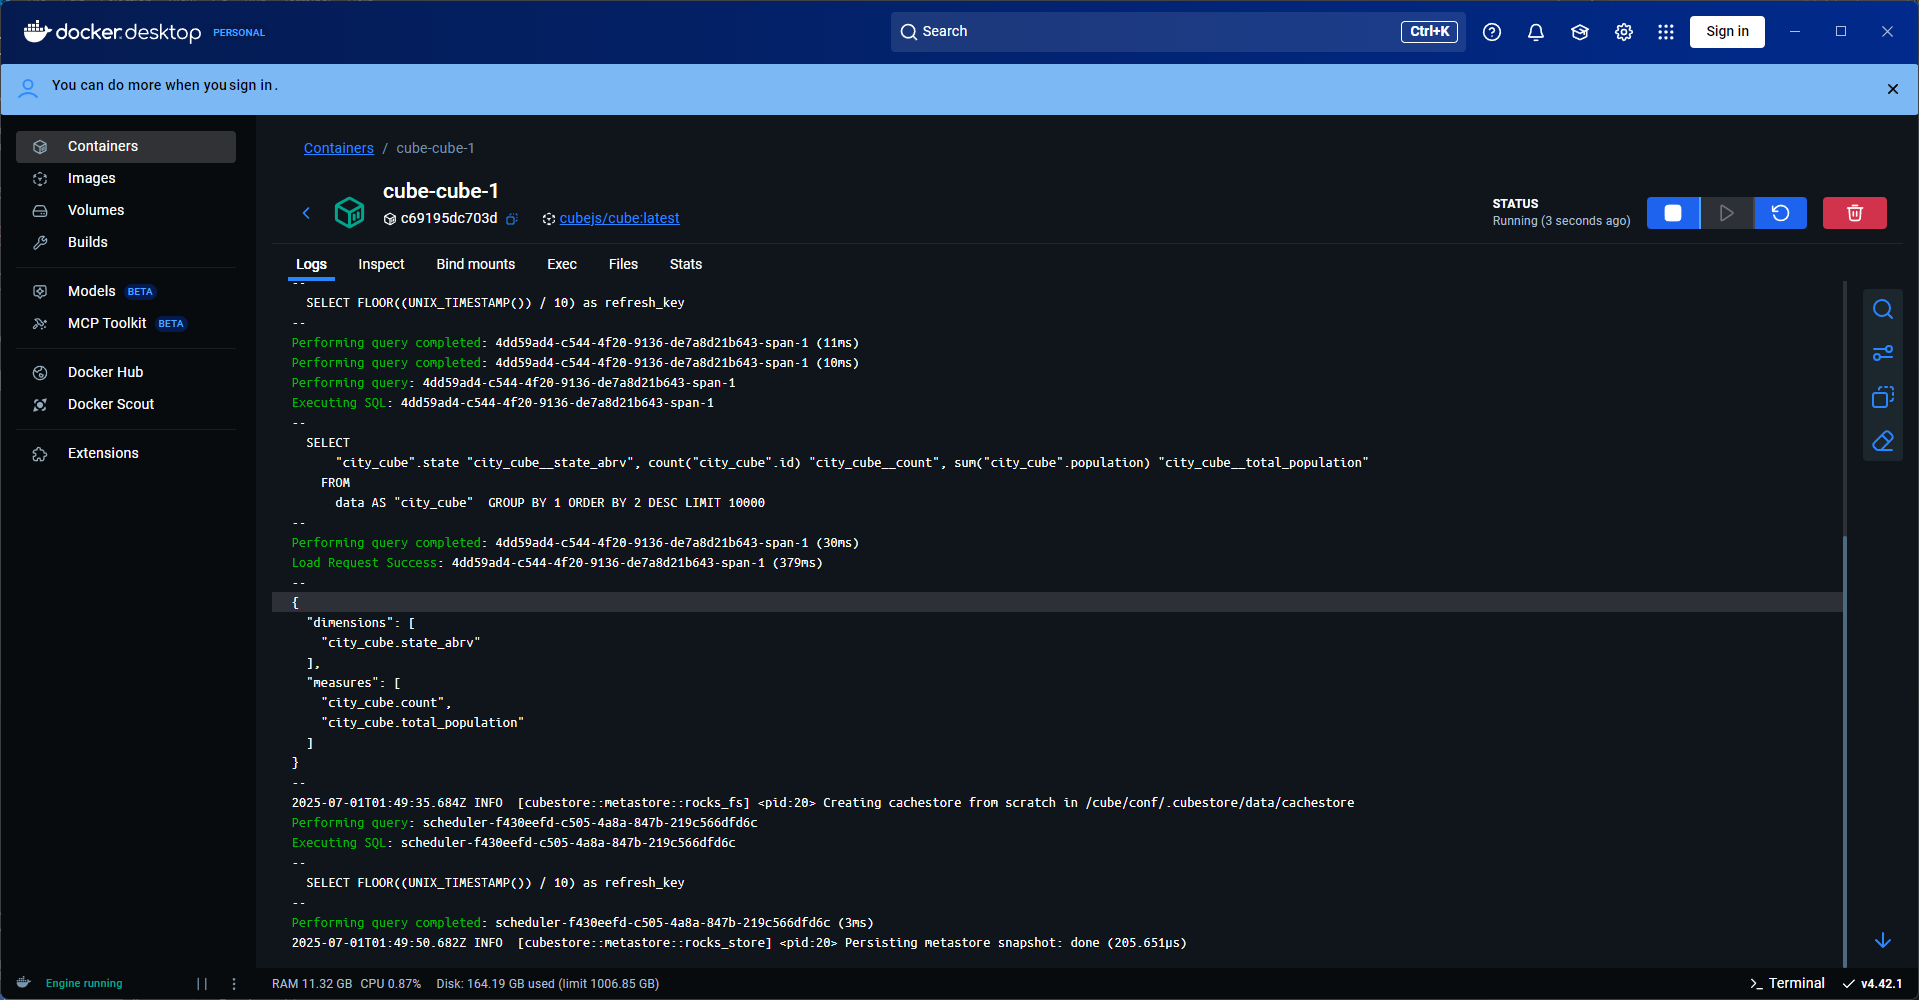 docker.desktop PERSONAL
Search
Ctrl+K
Sign in
You can do more when you sign in.
Containers
Images
Volumes
Builds
Models BETA
MCP Toolkit BETA
Docker Hub
Docker Scout
Extensions
Containers / cube-cube-1
cube-cube-1
c69195dc703d cubejs/cube:latest
STATUS
Running (3 seconds ago)
Logs Inspect Bind mounts Exec Files Stats
--
SELECT FLOOR((UNIX_TIMESTAMP()) / 10) as refresh_key
--
Performing query completed: 4dd59ad4-c544-4f20-9136-de7a8d21b643-span-1 (11ms)
Performing query completed: 4dd59ad4-c544-4f20-9136-de7a8d21b643-span-1 (10ms)
Performing query: 4dd59ad4-c544-4f20-9136-de7a8d21b643-span-1
Executing SQL: 4dd59ad4-c544-4f20-9136-de7a8d21b643-span-1
--
SELECT
"city_cube".state "city_cube__state_abrv", count("city_cube".id) "city_cube__count", sum("city_cube".population) "city_cube__total_population"
FROM
data AS "city_cube"  GROUP BY 1 ORDER BY 2 DESC LIMIT 10000
--
Performing query completed: 4dd59ad4-c544-4f20-9136-de7a8d21b643-span-1 (30ms)
Load Request Success: 4dd59ad4-c544-4f20-9136-de7a8d21b643-span-1 (379ms)
--
{
"dimensions": [
"city_cube.state_abrv"
],
"measures": [
"city_cube.count",
"city_cube.total_population"
]
}
--
2025-07-01T01:49:35.684Z INFO  [cubestore::metastore::rocks_fs] <pid:20> Creating cachestore from scratch in /cube/conf/.cubestore/data/cachestore
Performing query: scheduler-f430eefd-c505-4a8a-847b-219c566dfd6c
Executing SQL: scheduler-f430eefd-c505-4a8a-847b-219c566dfd6c
--
SELECT FLOOR((UNIX_TIMESTAMP()) / 10) as refresh_key
--
Performing query completed: scheduler-f430eefd-c505-4a8a-847b-219c566dfd6c (3ms)
2025-07-01T01:49:50.682Z INFO  [cubestore::metastore::rocks_store] <pid:20> Persisting metastore snapshot: done (205.651µs)
Engine running
RAM 11.32 GB CPU 0.87% Disk: 164.19 GB used (limit 1006.85 GB)
Terminal
v4.42.1